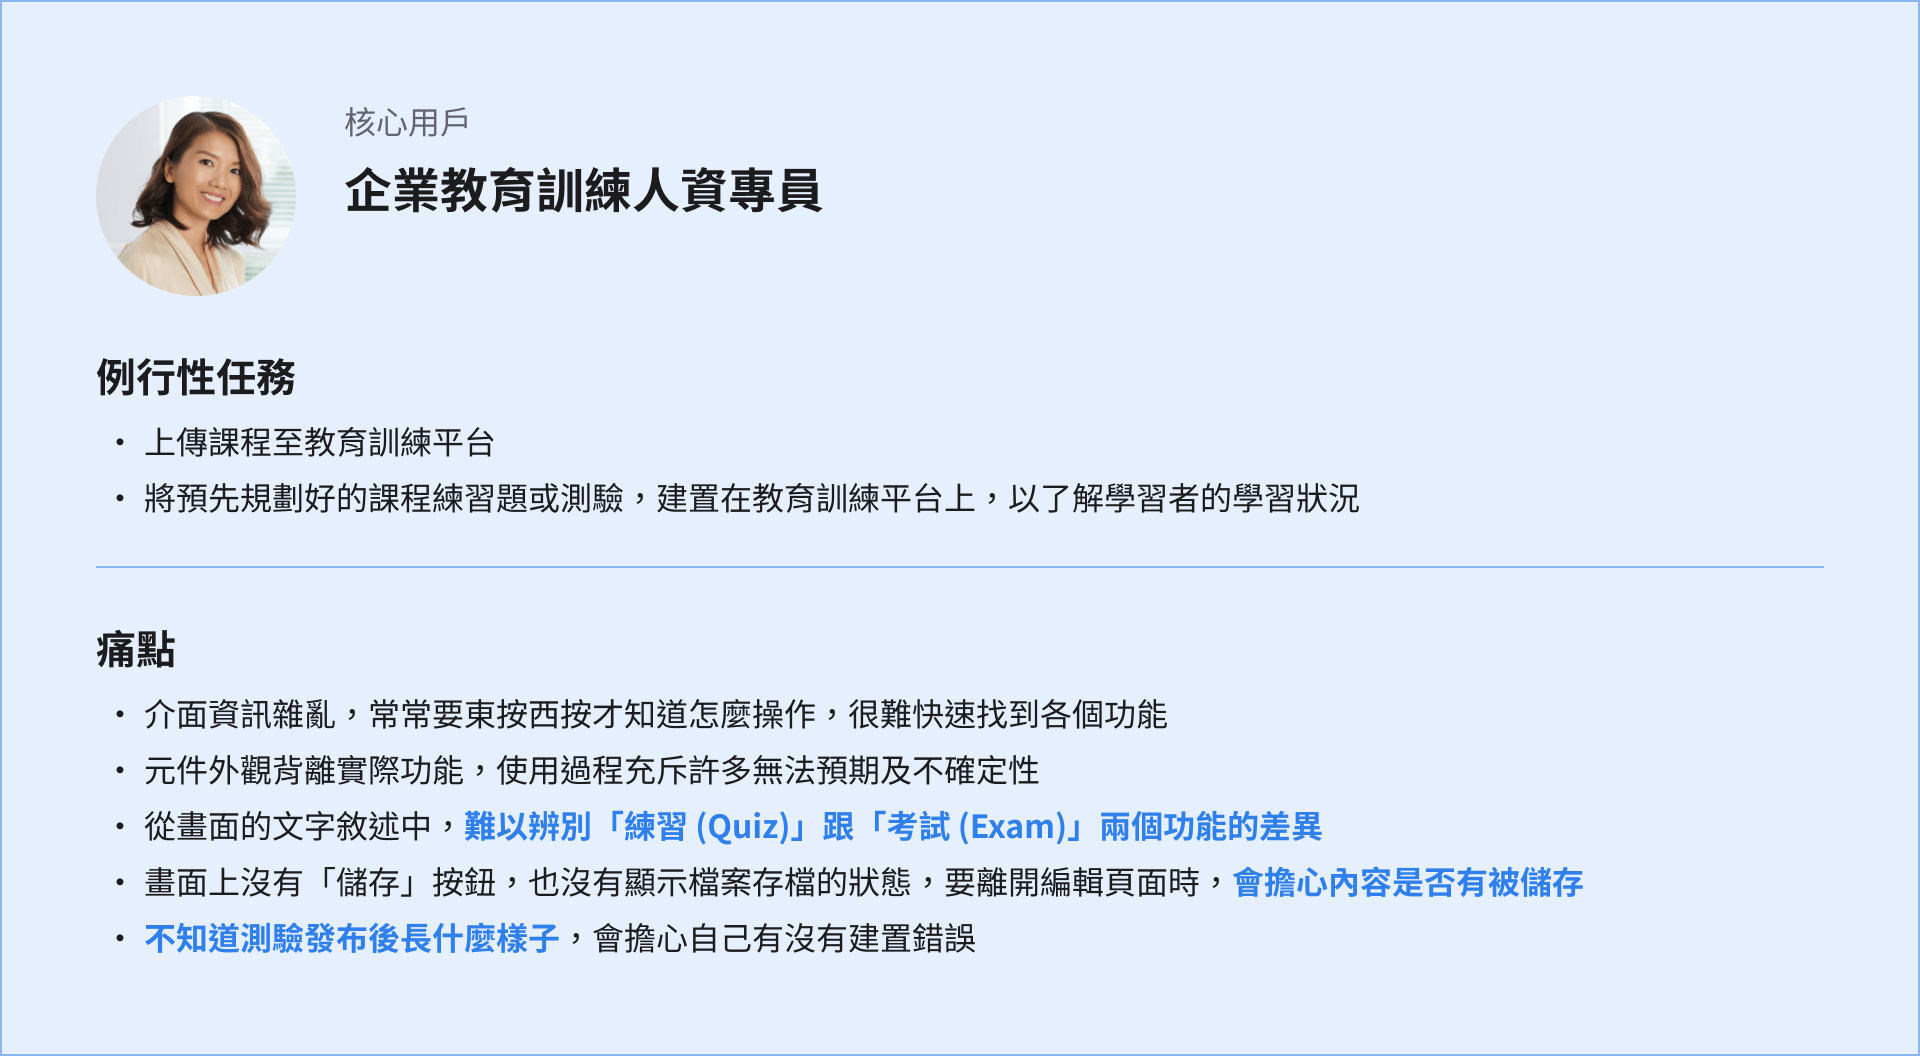 核心用戶
企業教育訓練人資專員
例行性任務
・ 上傳課程至教育訓練平台
・ 將預先規劃好的課程練習題或測驗，建置在教育訓練平台上，以了解學習者的學習狀況
痛點
・ 介面資訊雜亂，常常要東按西按才知道怎麼操作，很難快速找到各個功能
・ 元件外觀背離實際功能，使用過程充斥許多無法預期及不確定性
・ 從畫面的文字敘述中，難以辨別「練習 (Quiz)」跟「考試 (Exam)」兩個功能的差異
・ 畫面上沒有「儲存」按鈕，也沒有顯示檔案存檔的狀態，要離開編輯頁面時，會擔心內容是否有被儲存
・ 不知道測驗發布後長什麼樣子，會擔心自己有沒有建置錯誤